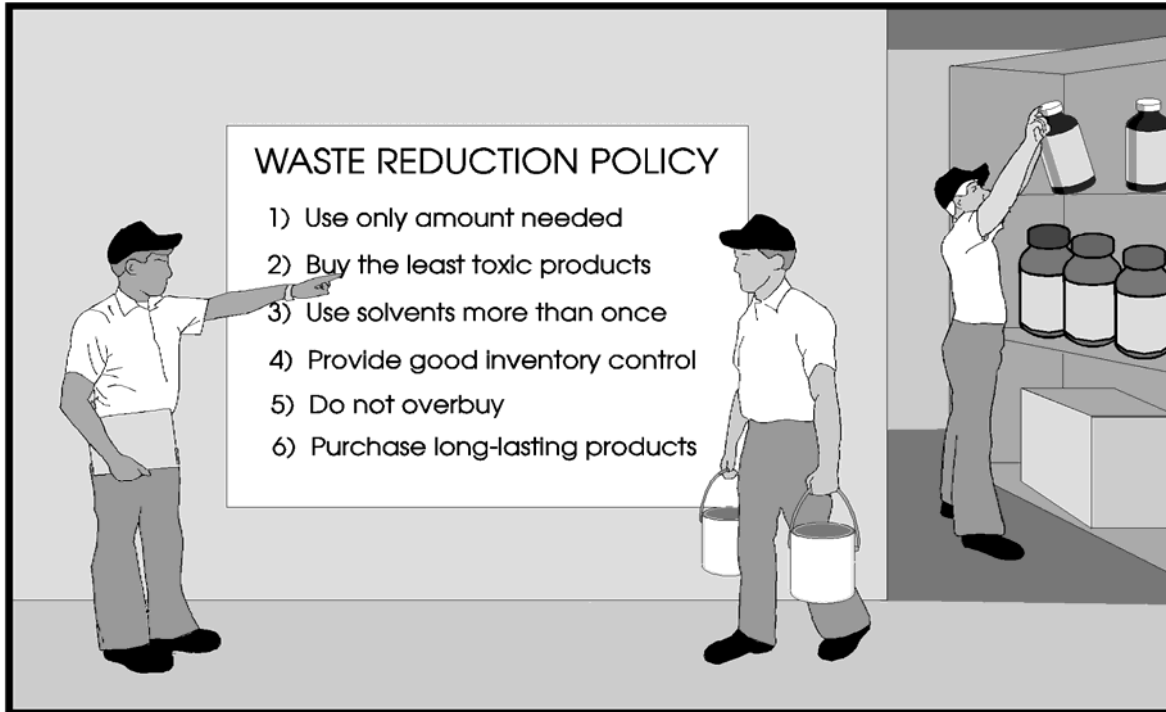 WASTE REDUCTION POLICY
1) Use only amount needed
2) Buy the least toxic products
3) Use solvents more than once
4) Provide good inventory control
5) Do not overbuy
6) Purchase long-lasting products